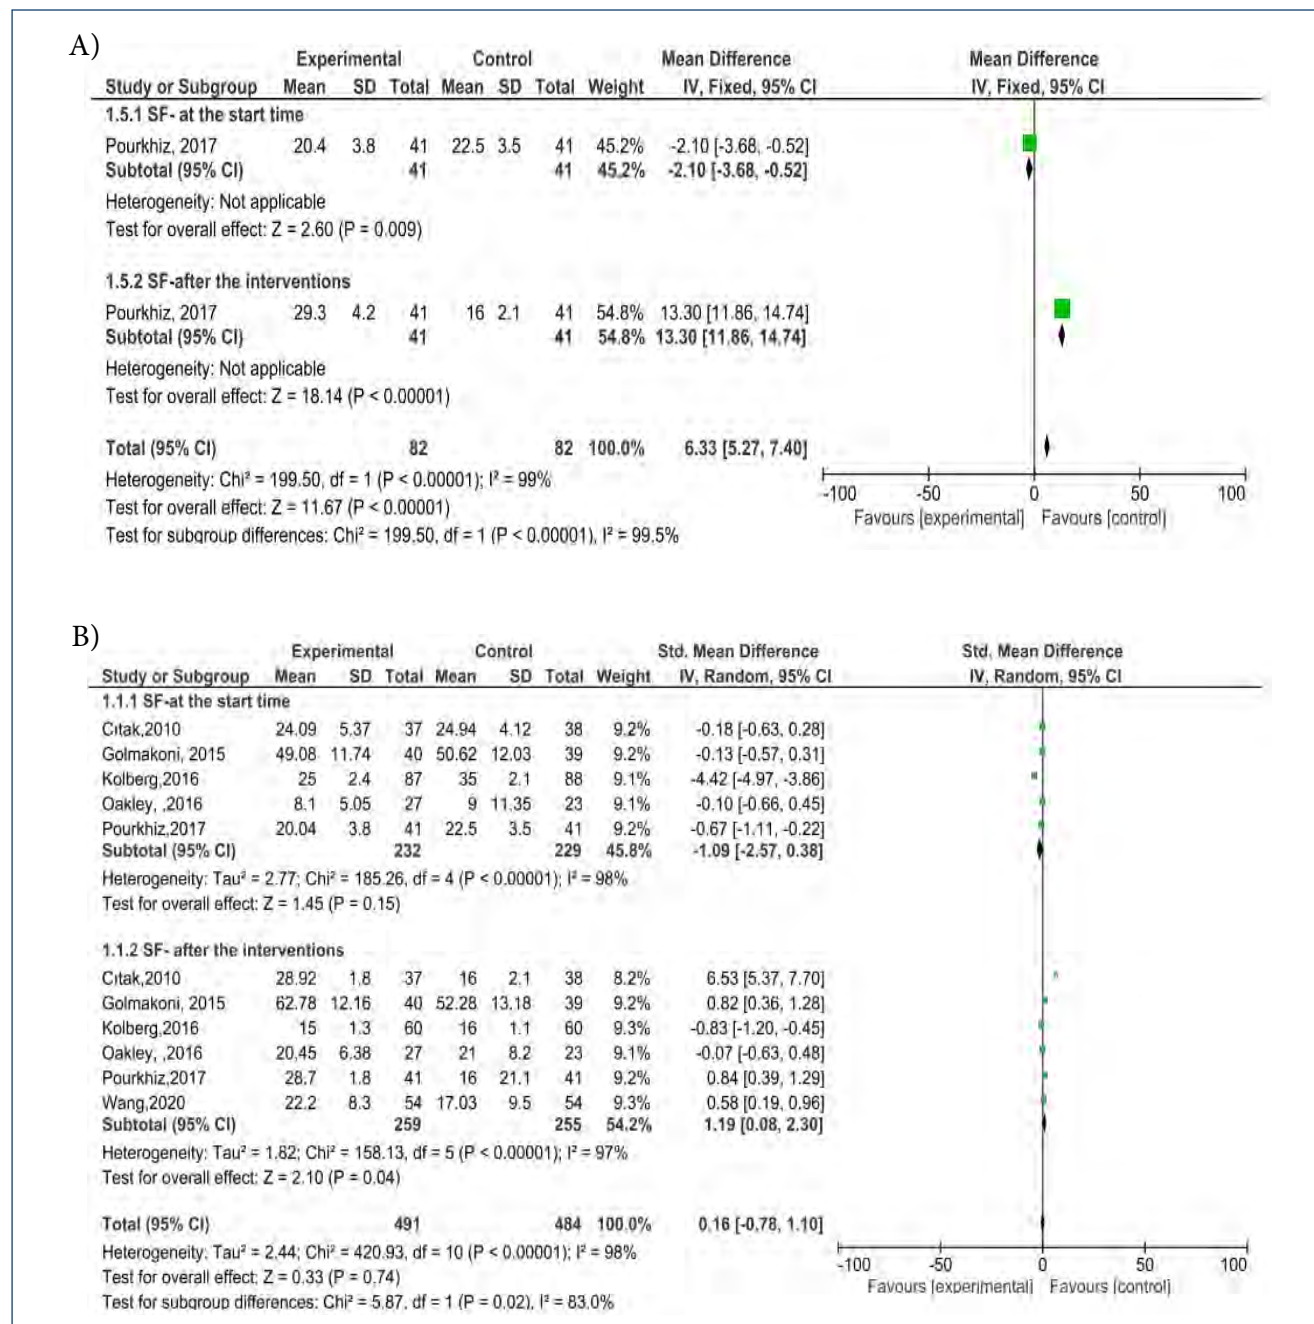 A)
Experimental Control Mean Difference Mean Difference
Study or Subgroup Mean SD Total Mean SD Total Weight IV, Fixed, 95% CI IV, Fixed, 95% CI
1.5.1 SF- at the start time
Pourkhiz, 2017 20.4 3.8 41 22.5 3.5 41 45.2% -2.10 [-3.68, -0.52]
Subtotal (95% CI) 41 41 45.2% -2.10 [-3.68, -0.52]
Heterogeneity: Not applicable
Test for overall effect: Z = 2.60 (P = 0.009)
1.5.2 SF-after the interventions
Pourkhiz, 2017 29.3 4.2 41 16 2.1 41 54.8% 13.30 [11.86, 14.74]
Subtotal (95% CI) 41 41 54.8% 13.30 [11.86, 14.74]
Heterogeneity: Not applicable
Test for overall effect: Z = 18.14 (P < 0.00001)
Total (95% CI) 82 82 100.0% 6.33 [5.27, 7.40]
Heterogeneity: Chi² = 199.50, df = 1 (P < 0.00001); I² = 99%
Test for overall effect: Z = 11.67 (P < 0.00001)
Test for subgroup differences: Chi² = 199.50, df = 1 (P < 0.00001), I² = 99.5%
-100 -50 0 50 100
Favours [experimental] Favours [control]
B)
Experimental Control Std. Mean Difference Std. Mean Difference
Study or Subgroup Mean SD Total Mean SD Total Weight IV, Random, 95% CI IV, Random, 95% CI
1.1.1 SF-at the start time
Cıtak,2010 24.09 5.37 37 24.94 4.12 38 9.2% -0.18 [-0.63, 0.28]
Golmakoni, 2015 49.08 11.74 40 50.62 12.03 39 9.2% -0.13 [-0.57, 0.31]
Kolberg,2016 25 2.4 87 35 2.1 88 9.1% -4.42 [-4.97, -3.86]
Oakley, ,2016 8.1 5.05 27 9 11.35 23 9.1% -0.10 [-0.66, 0.45]
Pourkhiz,2017 20.04 3.8 41 22.5 3.5 41 9.2% -0.67 [-1.11, -0.22]
Subtotal (95% CI) 232 229 45.8% -1.09 [-2.57, 0.38]
Heterogeneity: Tau² = 2.77; Chi² = 185.26, df = 4 (P < 0.00001); I² = 98%
Test for overall effect: Z = 1.45 (P = 0.15)
1.1.2 SF- after the interventions
Cıtak,2010 28.92 1.8 37 16 2.1 38 8.2% 6.53 [5.37, 7.70]
Golmakoni, 2015 62.78 12.16 40 52.28 13.18 39 9.2% 0.82 [0.36, 1.28]
Kolberg,2016 15 1.3 60 16 1.1 60 9.3% -0.83 [-1.20, -0.45]
Oakley, ,2016 20.45 6.38 27 21 8.2 23 9.1% -0.07 [-0.63, 0.48]
Pourkhiz,2017 28.7 1.8 41 16 21.1 41 9.2% 0.84 [0.39, 1.29]
Wang,2020 22.2 8.3 54 17.03 9.5 54 9.3% 0.58 [0.19, 0.96]
Subtotal (95% CI) 259 255 54.2% 1.19 [0.08, 2.30]
Heterogeneity: Tau² = 1.82; Chi² = 158.13, df = 5 (P < 0.00001); I² = 97%
Test for overall effect: Z = 2.10 (P = 0.04)
Total (95% CI) 491 484 100.0% 0.16 [-0.78, 1.10]
Heterogeneity: Tau² = 2.44; Chi² = 420.93, df = 10 (P < 0.00001); I² = 98%
Test for overall effect: Z = 0.33 (P = 0.74)
Test for subgroup differences: Chi² = 5.87, df = 1 (P = 0.02), I² = 83.0%
-100 -50 0 50 100
Favours [experimental] Favours [control]